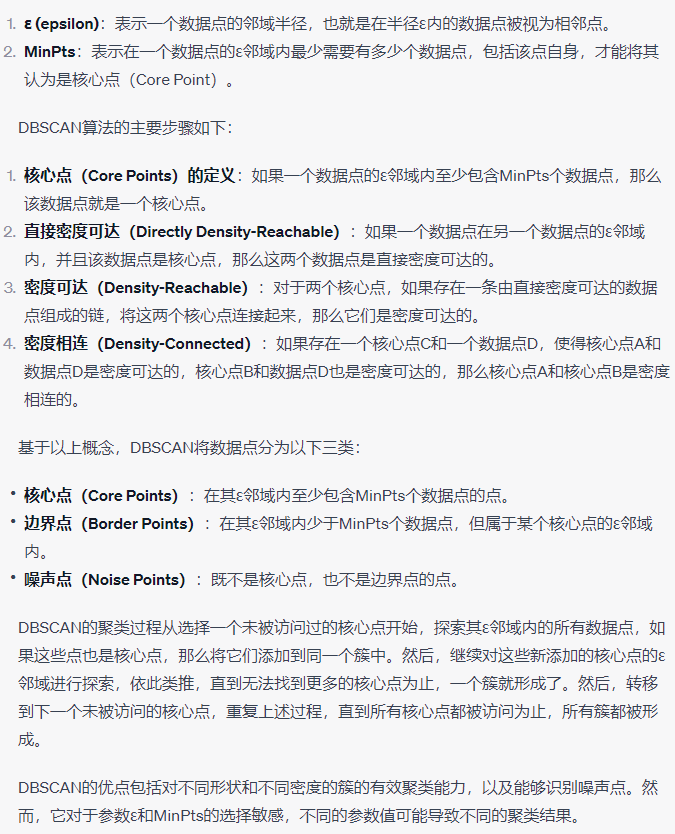 1. ε (epsilon)：表示一个数据点的邻域半径，也就是在半径ε内的数据点被视为相邻点。
2. MinPts：表示在一个数据点的ε邻域内最少需要有多少个数据点，包括该点自身，才能将其
认为是核心点（Core Point）。
DBSCAN算法的主要步骤如下：
1. 核心点（Core Points）的定义：如果一个数据点的ε邻域内至少包含MinPts个数据点，那么
该数据点就是一个核心点。
2. 直接密度可达（Directly Density-Reachable）：如果一个数据点在另一个数据点的ε邻域
内，并且该数据点是核心点，那么这两个数据点是直接密度可达的。
3. 密度可达（Density-Reachable）：对于两个核心点，如果存在一条由直接密度可达的数据
点组成的链，将这两个核心点连接起来，那么它们是密度可达的。
4. 密度相连（Density-Connected）：如果存在一个核心点C和一个数据点D，使得核心点A和
数据点D是密度可达的，核心点B和数据点D也是密度可达的，那么核心点A和核心点B是密度
相连的。
基于以上概念，DBSCAN将数据点分为以下三类：
• 核心点（Core Points）：在其ε邻域内至少包含MinPts个数据点的点。
• 边界点（Border Points）：在其ε邻域内少于MinPts个数据点，但属于某个核心点的ε邻域
内。
• 噪声点（Noise Points）：既不是核心点，也不是边界点的点。
DBSCAN的聚类过程从选择一个未被访问过的核心点开始，探索其ε邻域内的所有数据点，如
果这些点也是核心点，那么将它们添加到同一个簇中。然后，继续对这些新添加的核心点的ε
邻域进行探索，依此类推，直到无法找到更多的核心点为止，一个簇就形成了。然后，转移
到下一个未被访问的核心点，重复上述过程，直到所有核心点都被访问为止，所有簇都被形
成。
DBSCAN的优点包括对不同形状和不同密度的簇的有效聚类能力，以及能够识别噪声点。然
而，它对于参数ε和MinPts的选择敏感，不同的参数值可能导致不同的聚类结果。